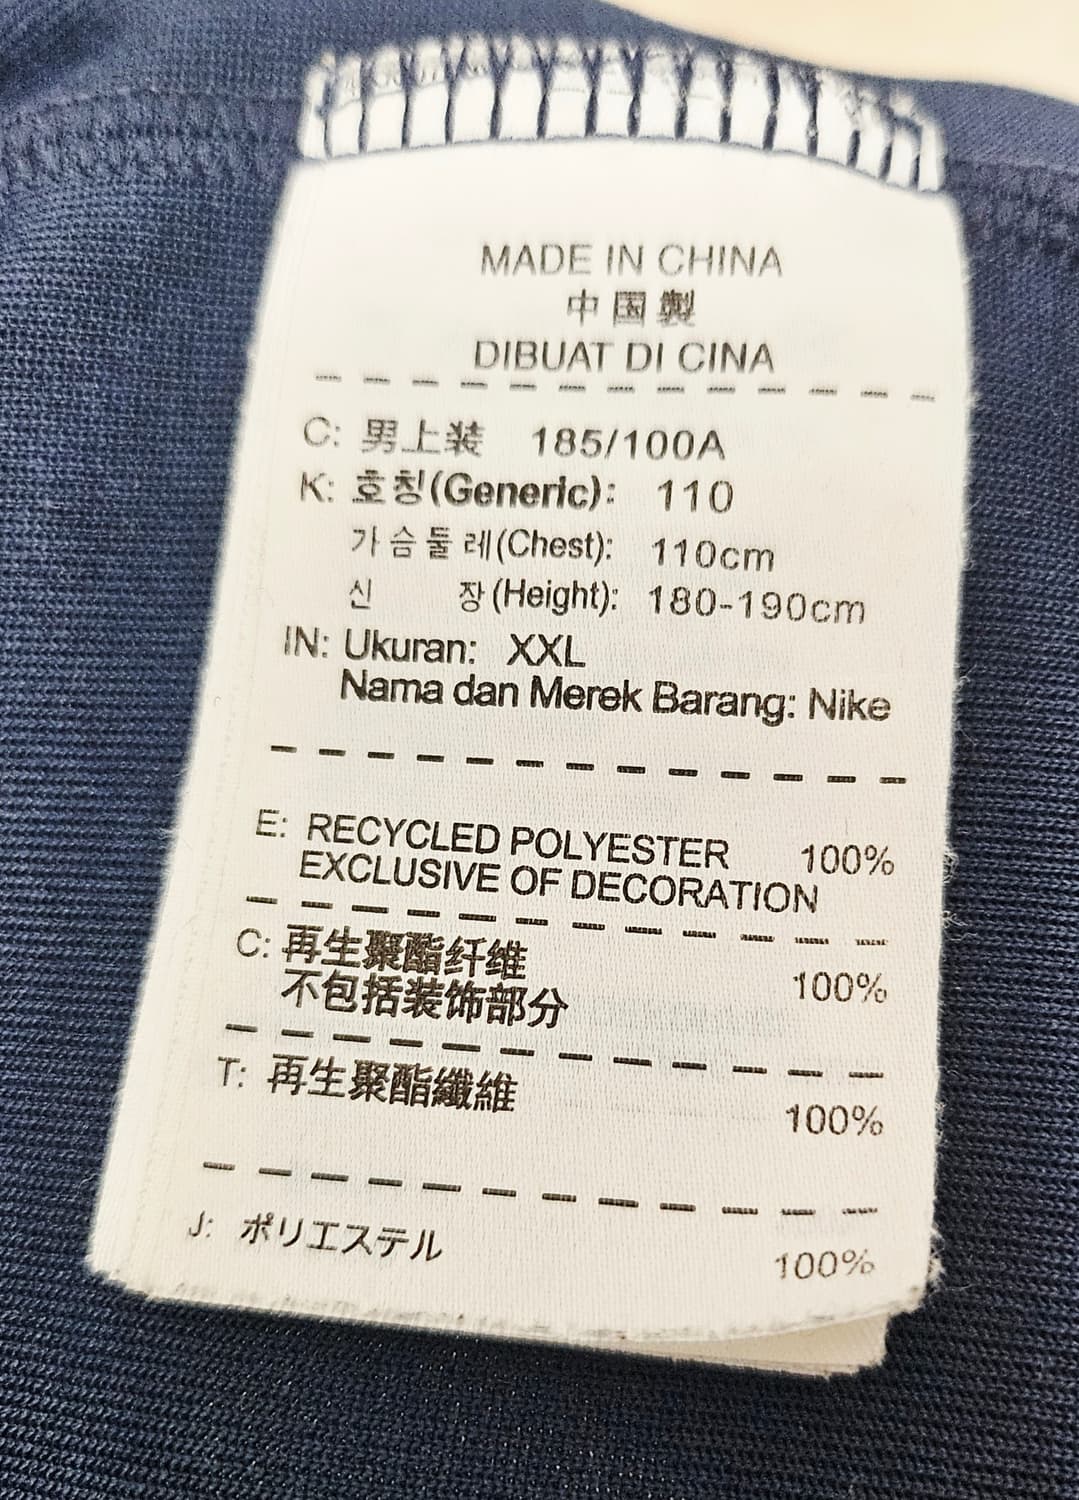 MADE IN CHINA
中国製
DIBUAT DI CINA
C: 男上装 185/100A
K: 호칭(Generic): 110
가슴둘레(Chest): 110cm
신 장(Height): 180-190cm
IN: Ukuran: XXL
Nama dan Merek Barang: Nike
E: RECYCLED POLYESTER 100%
EXCLUSIVE OF DECORATION
C: 再生聚酯纤维 100%
不包括装饰部分
T: 再生聚酯纖維 100%
J: ポリエステル 100%